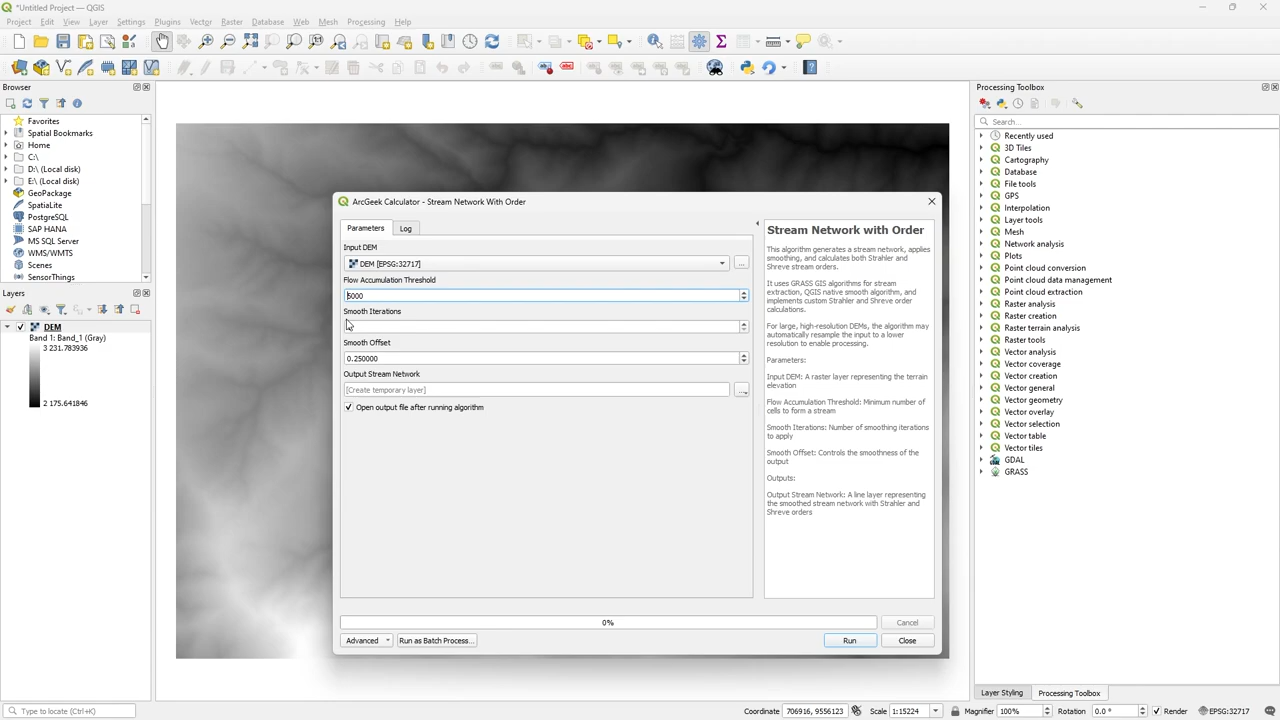 *Untitled Project — QGIS
Project Edit View Layer Settings Plugins Vector Raster Database Web Mesh Processing Help
Browser
Favorites
Spatial Bookmarks
Home
C:\
D:\ (Local disk)
E:\ (Local disk)
GeoPackage
SpatiaLite
PostgreSQL
SAP HANA
MS SQL Server
WMS/WMTS
Scenes
SensorThings
Layers
DEM
Band 1: Band_1 (Gray)
3 231.783936
2 175.641846
ArcGeek Calculator - Stream Network With Order
Parameters Log
Input DEM
DEM [EPSG:32717]
Flow Accumulation Threshold
5000
Smooth Iterations
Smooth Offset
0.250000
Output Stream Network
[Create temporary layer]
Open output file after running algorithm
Stream Network with Order
This algorithm generates a stream network, applies
smoothing, and calculates both Strahler and
Shreve stream orders.
It uses GRASS GIS algorithms for stream
extraction, QGIS native smooth algorithm, and
implements custom Strahler and Shreve order
calculations.
For large, high-resolution DEMs, the algorithm may
automatically resample the input to a lower
resolution to enable processing.
Parameters:
Input DEM: A raster layer representing the terrain
elevation
Flow Accumulation Threshold: Minimum number of
cells to form a stream
Smooth Iterations: Number of smoothing iterations
to apply
Smooth Offset: Controls the smoothness of the
output
Outputs:
Output Stream Network: A line layer representing
the smoothed stream network with Strahler and
Shreve orders
0%
Cancel
Advanced Run as Batch Process... Run Close
Processing Toolbox
Search...
Recently used
3D Tiles
Cartography
Database
File tools
GPS
Interpolation
Layer tools
Mesh
Network analysis
Plots
Point cloud conversion
Point cloud data management
Point cloud extraction
Raster analysis
Raster creation
Raster terrain analysis
Raster tools
Vector analysis
Vector coverage
Vector creation
Vector general
Vector geometry
Vector overlay
Vector selection
Vector table
Vector tiles
GDAL
GRASS
Layer Styling Processing Toolbox
Type to locate (Ctrl+K)
Coordinate 706916, 9556123 Scale 1:15224 Magnifier 100% Rotation 0.0 ° Render EPSG:32717